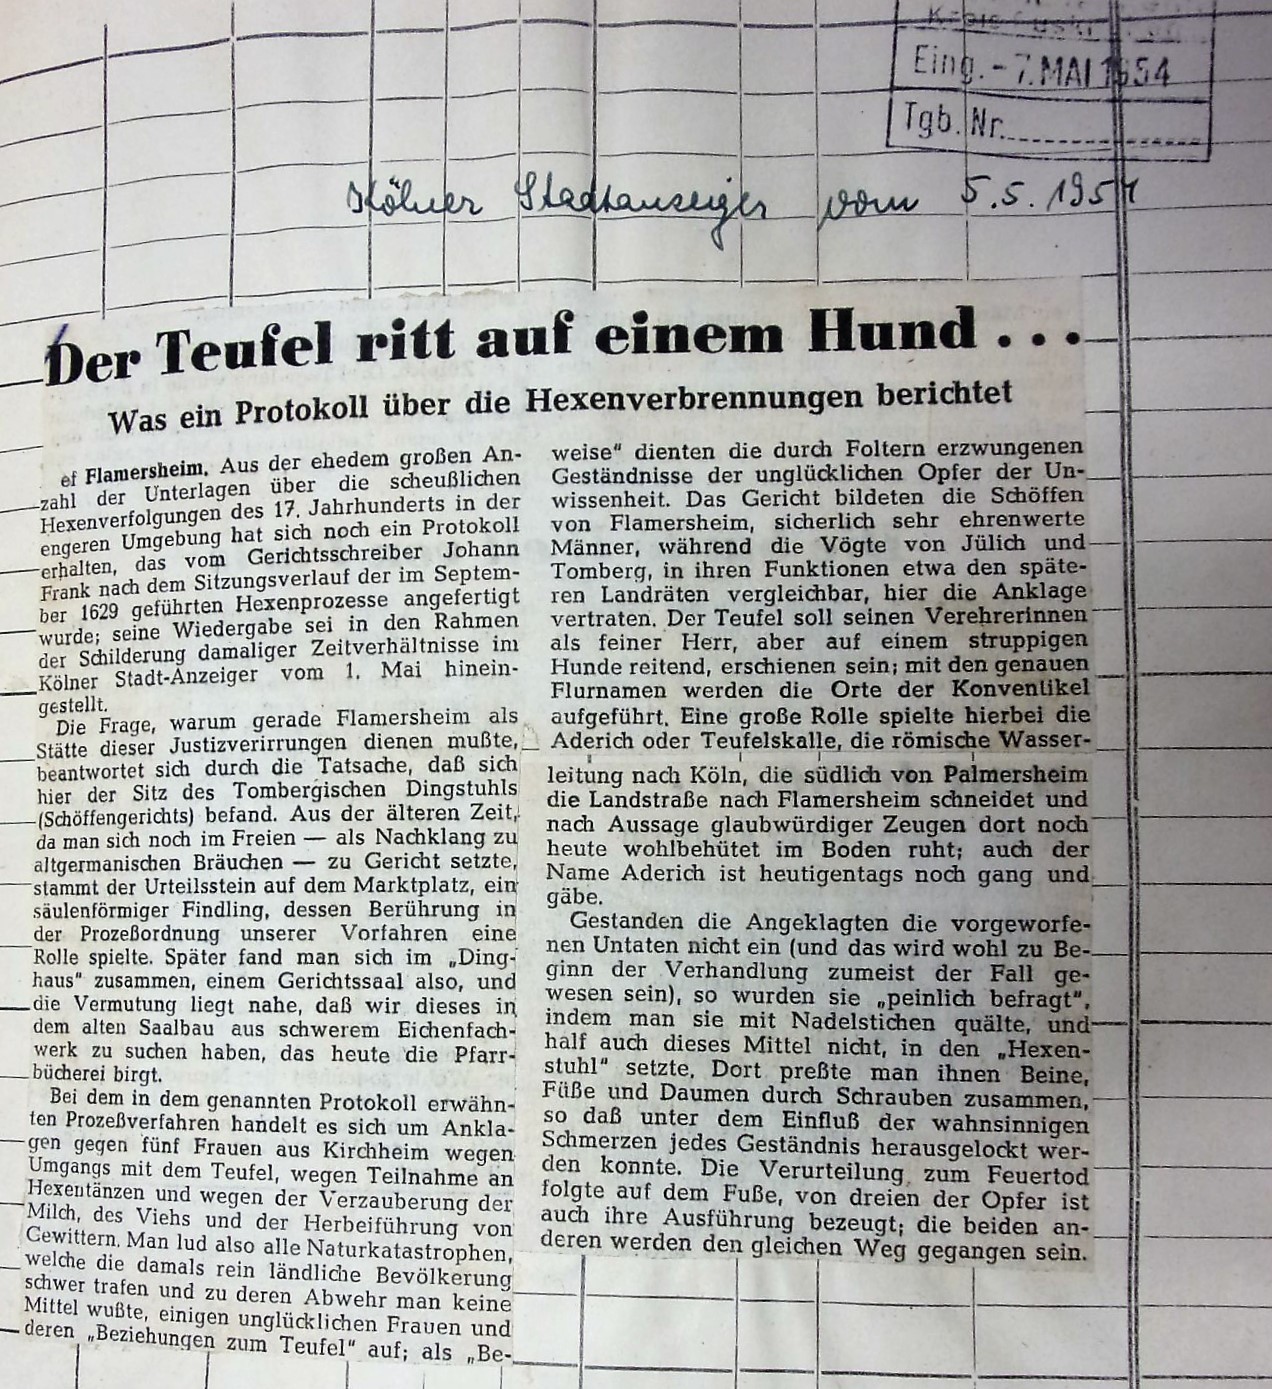 Eing. - 7. MAI 1954
Tgb. Nr.
Kölner Stadtanzeiger vom 5.5.1954
Der Teufel ritt auf einem Hund . . .
Was ein Protokoll über die Hexenverbrennungen berichtet
ef Flamersheim. Aus der ehedem großen An-
zahl der Unterlagen über die scheußlichen
Hexenverfolgungen des 17. Jahrhunderts in der
engeren Umgebung hat sich noch ein Protokoll
erhalten, das vom Gerichtsschreiber Johann
Frank nach dem Sitzungsverlauf der im Septem-
ber 1629 geführten Hexenprozesse angefertigt
wurde; seine Wiedergabe sei in den Rahmen
der Schilderung damaliger Zeitverhältnisse im
Kölner Stadt-Anzeiger vom 1. Mai hinein-
gestellt.
Die Frage, warum gerade Flamersheim als
Stätte dieser Justizverirrungen dienen mußte,
beantwortet sich durch die Tatsache, daß sich
hier der Sitz des Tombergischen Dingstuhls
(Schöffengerichts) befand. Aus der älteren Zeit,
da man sich noch im Freien — als Nachklang zu
altgermanischen Bräuchen — zu Gericht setzte,
stammt der Urteilsstein auf dem Marktplatz, ein
säulenförmiger Findling, dessen Berührung in
der Prozeßordnung unserer Vorfahren eine
Rolle spielte. Später fand man sich im „Ding-
haus" zusammen, einem Gerichtssaal also, und
die Vermutung liegt nahe, daß wir dieses in
dem alten Saalbau aus schwerem Eichenfach-
werk zu suchen haben, das heute die Pfarr-
bücherei birgt.
Bei dem in dem genannten Protokoll erwähn-
ten Prozeßverfahren handelt es sich um Ankla-
gen gegen fünf Frauen aus Kirchheim wegen
Umgangs mit dem Teufel, wegen Teilnahme an
Hexentänzen und wegen der Verzauberung der
Milch, des Viehs und der Herbeiführung von
Gewittern. Man lud also alle Naturkatastrophen,
welche die damals rein ländliche Bevölkerung
schwer trafen und zu deren Abwehr man keine
Mittel wußte, einigen unglücklichen Frauen und
deren „Beziehungen zum Teufel" auf; als „Be-
weise" dienten die durch Foltern erzwungenen
Geständnisse der unglücklichen Opfer der Un-
wissenheit. Das Gericht bildeten die Schöffen
von Flamersheim, sicherlich sehr ehrenwerte
Männer, während die Vögte von Jülich und
Tomberg, in ihren Funktionen etwa den späte-
ren Landräten vergleichbar, hier die Anklage
vertraten. Der Teufel soll seinen Verehrerinnen
als feiner Herr, aber auf einem struppigen
Hunde reitend, erschienen sein; mit den genauen
Flurnamen werden die Orte der Konventikel
aufgeführt. Eine große Rolle spielte hierbei die
Aderich oder Teufelskalle, die römische Wasser-
leitung nach Köln, die südlich von Palmersheim
die Landstraße nach Flamersheim schneidet und
nach Aussage glaubwürdiger Zeugen dort noch
heute wohlbehütet im Boden ruht; auch der
Name Aderich ist heutigentags noch gang und
gäbe.
Gestanden die Angeklagten die vorgeworfe-
nen Untaten nicht ein (und das wird wohl zu Be-
ginn der Verhandlung zumeist der Fall ge-
wesen sein), so wurden sie „peinlich befragt",
indem man sie mit Nadelstichen quälte, und
half auch dieses Mittel nicht, in den „Hexen-
stuhl" setzte. Dort preßte man ihnen Beine,
Füße und Daumen durch Schrauben zusammen,
so daß unter dem Einfluß der wahnsinnigen
Schmerzen jedes Geständnis herausgelockt wer-
den konnte. Die Verurteilung zum Feuertod
folgte auf dem Fuße, von dreien der Opfer ist
auch ihre Ausführung bezeugt; die beiden an-
deren werden den gleichen Weg gegangen sein.